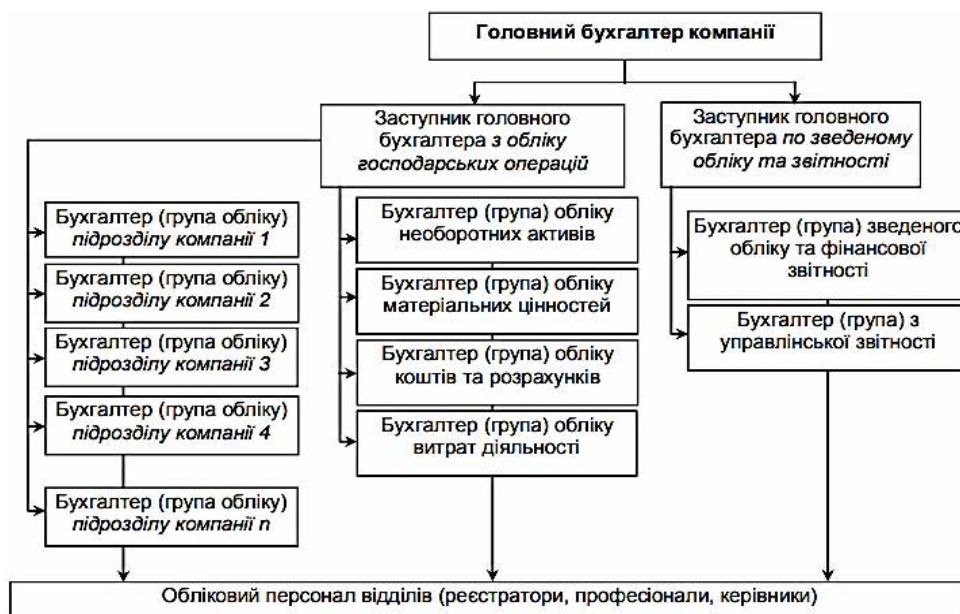 Головний бухгалтер компанії
Заступник головного
бухгалтера з обліку
господарських операцій
Заступник головного
бухгалтера по зведеному
обліку та звітності
Бухгалтер (група обліку)
підрозділу компанії 1
Бухгалтер (група обліку)
підрозділу компанії 2
Бухгалтер (група обліку)
підрозділу компанії 3
Бухгалтер (група обліку)
підрозділу компанії 4
Бухгалтер (група обліку)
підрозділу компанії n
Бухгалтер (група) обліку
необоротних активів
Бухгалтер (група) обліку
матеріальних цінностей
Бухгалтер (група) обліку
коштів та розрахунків
Бухгалтер (група) обліку
витрат діяльності
Бухгалтер (група) зведеного
обліку та фінансової
звітності
Бухгалтер (група) з
управлінської звітності
Обліковий персонал відділів (реєстратори, професіонали, керівники)